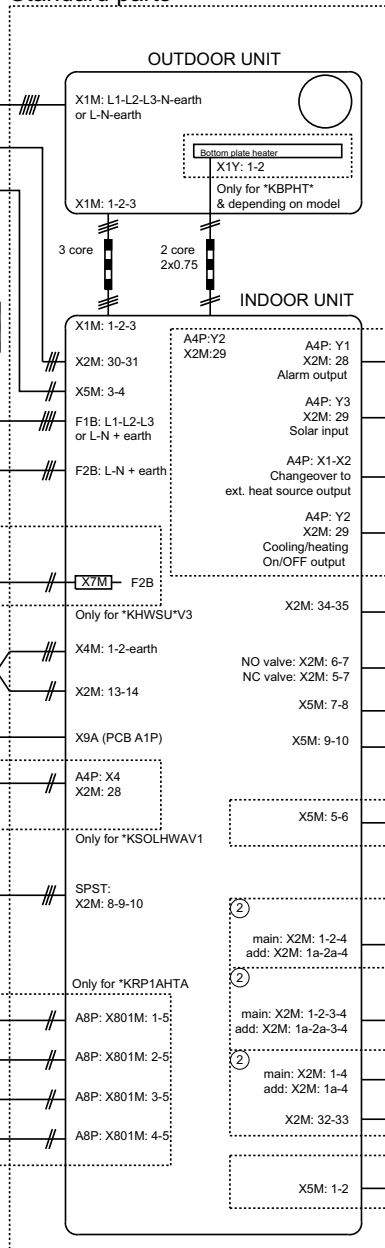 Standard parts
OUTDOOR UNIT
X1M: L1-L2-L3-N-earth
or L-N-earth
Bottom plate heater
X1Y: 1-2
Only for *KBPHT*
& depending on model
X1M: 1-2-3
3 core
2 core
2x0.75
INDOOR UNIT
X1M: 1-2-3
X2M: 30-31
X5M: 3-4
F1B: L1-L2-L3
or L-N + earth
F2B: L-N + earth
X7M
F2B
Only for *KHWSU*V3
X4M: 1-2-earth
X2M: 13-14
X9A (PCB A1P)
A4P: X4
X2M: 28
Only for *KSOLHWAV1
SPST:
X2M: 8-9-10
Only for *KRP1AHTA
A8P: X801M: 1-5
A8P: X801M: 2-5
A8P: X801M: 3-5
A8P: X801M: 4-5
A4P:Y2
X2M:29
A4P: Y1
X2M: 28
Alarm output
A4P: Y3
X2M: 29
Solar input
A4P: X1-X2
Changeover to
ext. heat source output
A4P: Y2
X2M: 29
Cooling/heating
On/OFF output
X2M: 34-35
NO valve: X2M: 6-7
NC valve: X2M: 5-7
X5M: 7-8
X5M: 9-10
X5M: 5-6
2
main: X2M: 1-2-4
add: X2M: 1a-2a-4
2
main: X2M: 1-2-3-4
add: X2M: 1a-2a-3-4
2
main: X2M: 1-4
add: X2M: 1a-4
X2M: 32-33
X5M: 1-2